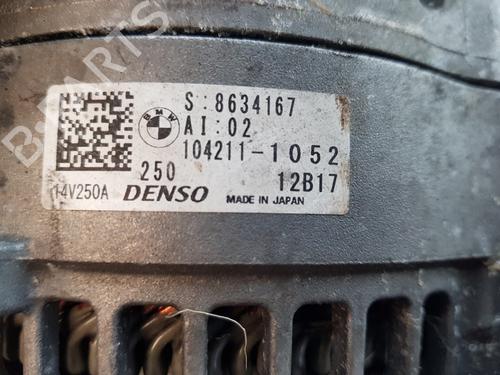 S:8634167
BMW
AI:02
104211-1052
250
12B17
14V250A DENSO MADE IN JAPAN
B-PARTS